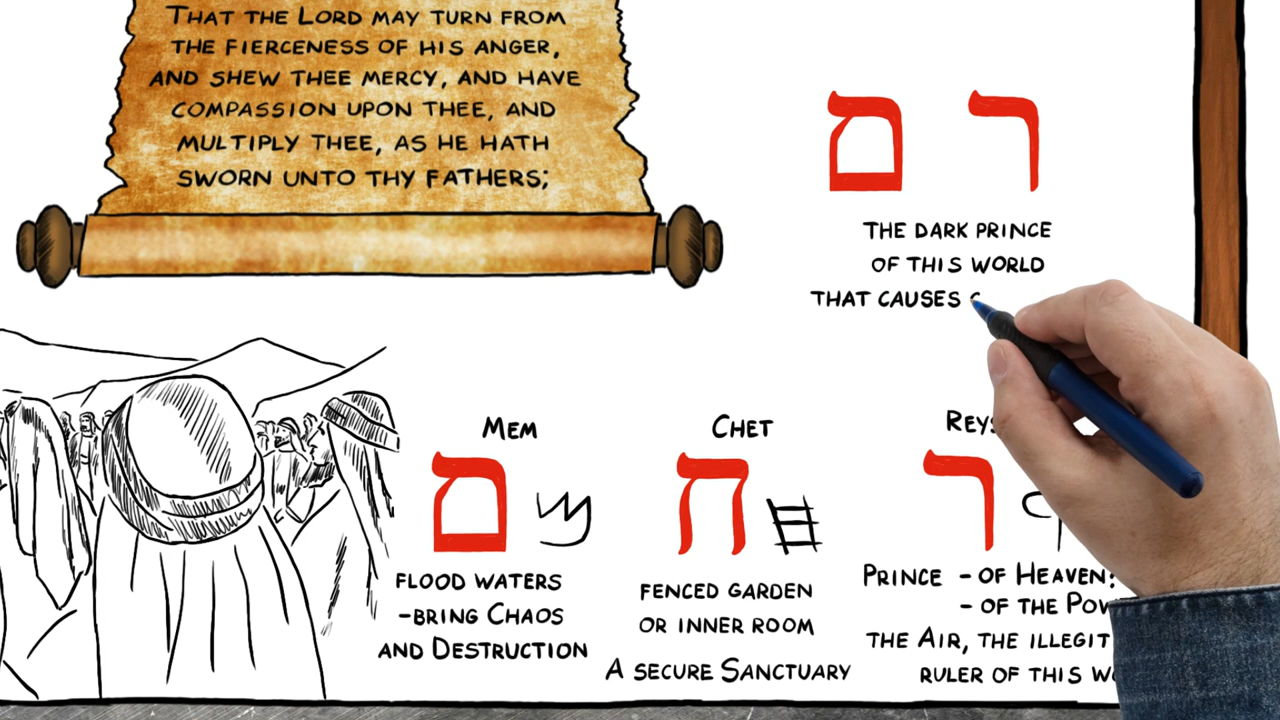 THAT THE LORD MAY TURN FROM
THE FIERCENESS OF HIS ANGER,
AND SHEW THEE MERCY, AND HAVE
COMPASSION UPON THEE, AND
MULTIPLY THEE, AS HE HATH
SWORN UNTO THY FATHERS;
ר ם
THE DARK PRINCE
OF THIS WORLD
THAT CAUSES
MEM
ם
FLOOD WATERS
-BRING CHAOS
AND DESTRUCTION
CHET
ח
FENCED GARDEN
OR INNER ROOM
A SECURE SANCTUARY
ר
PRINCE - OF HEAVEN:
- OF THE
THE AIR, THE
RULER OF THIS